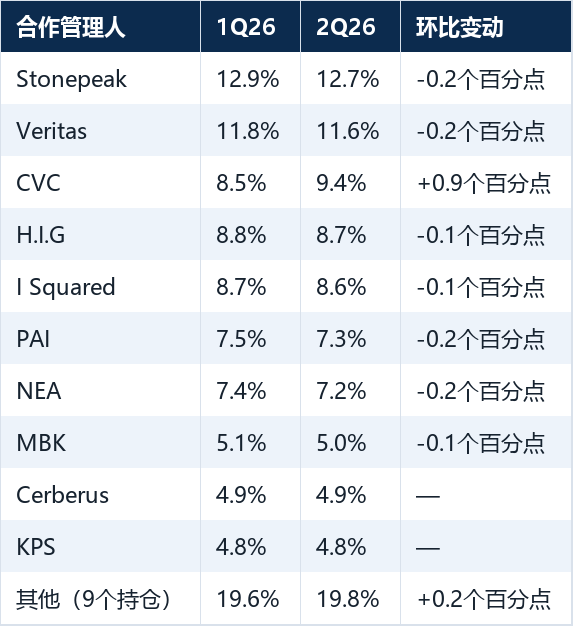 合作管理人 1Q26 2Q26 环比变动
Stonepeak 12.9% 12.7% -0.2个百分点
Veritas 11.8% 11.6% -0.2个百分点
CVC 8.5% 9.4% +0.9个百分点
H.I.G 8.8% 8.7% -0.1个百分点
I Squared 8.7% 8.6% -0.1个百分点
PAI 7.5% 7.3% -0.2个百分点
NEA 7.4% 7.2% -0.2个百分点
MBK 5.1% 5.0% -0.1个百分点
Cerberus 4.9% 4.9% —
KPS 4.8% 4.8% —
其他（9个持仓） 19.6% 19.8% +0.2个百分点